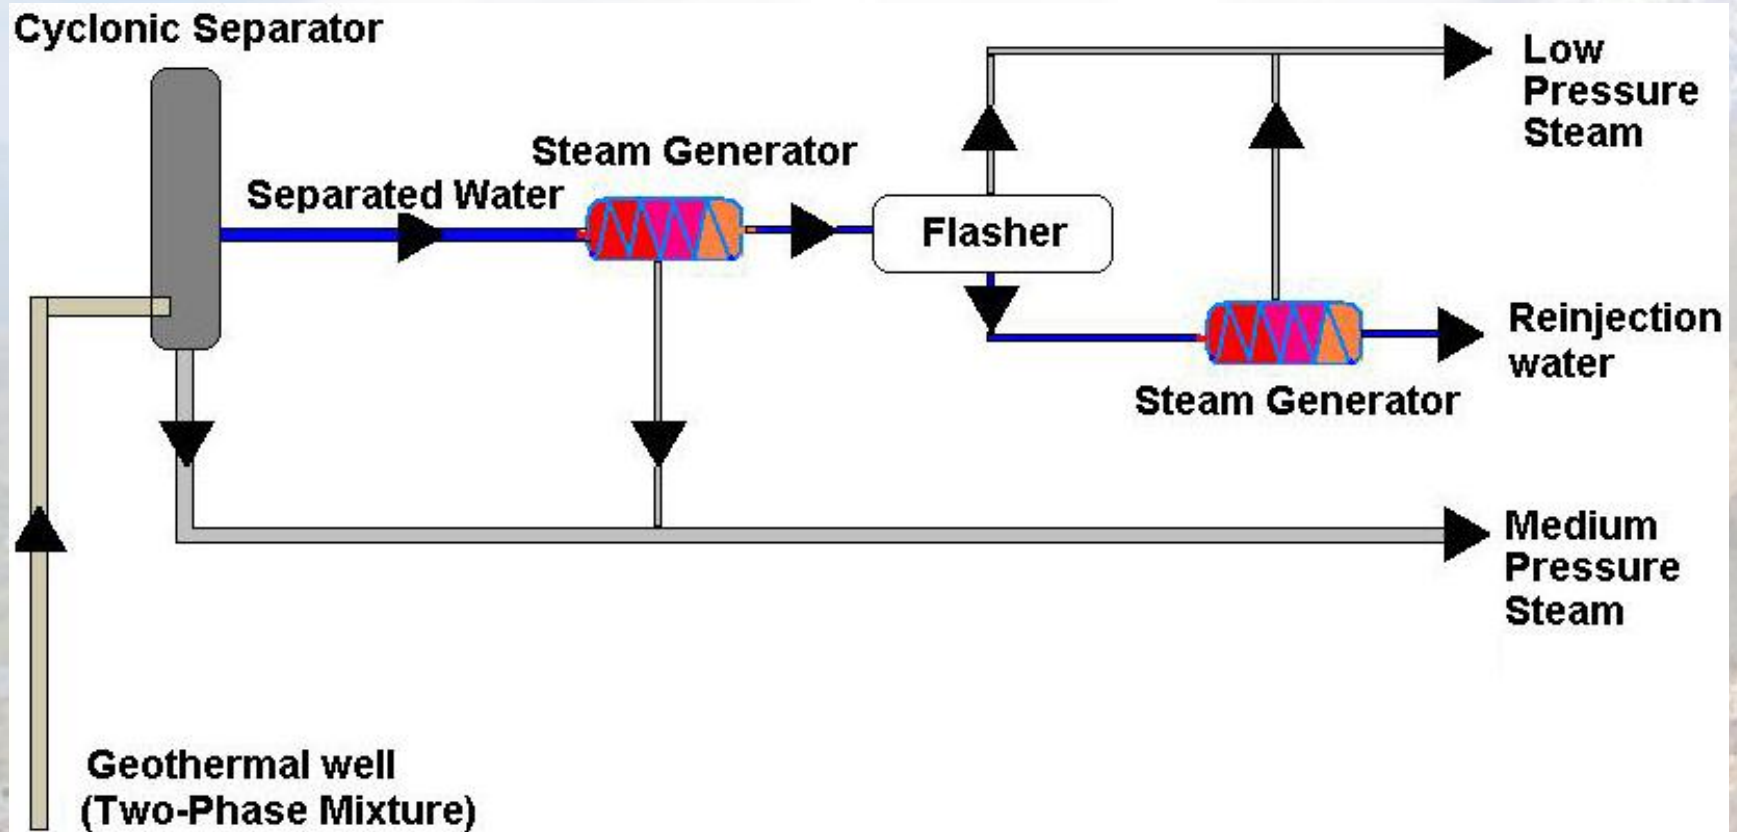 Cyclonic Separator
Low
Pressure
Steam
Steam Generator
Separated Water
Flasher
Reinjection
water
Steam Generator
Medium
Pressure
Steam
Geothermal well
(Two-Phase Mixture)